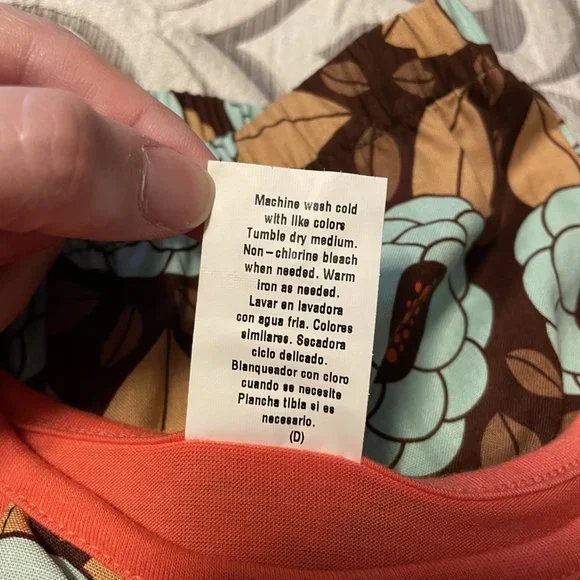 Machine wash cold
with like colors
Tumble dry medium.
Non-chlorine bleach
when needed. Warm
iron as needed.
Lavar en lavadora
con agua fria. Colores
similares. Secadora
ciclo delicado.
Blanqueador con cloro
cuando se necesite
Plancha tibia si es
necesario.
(D)